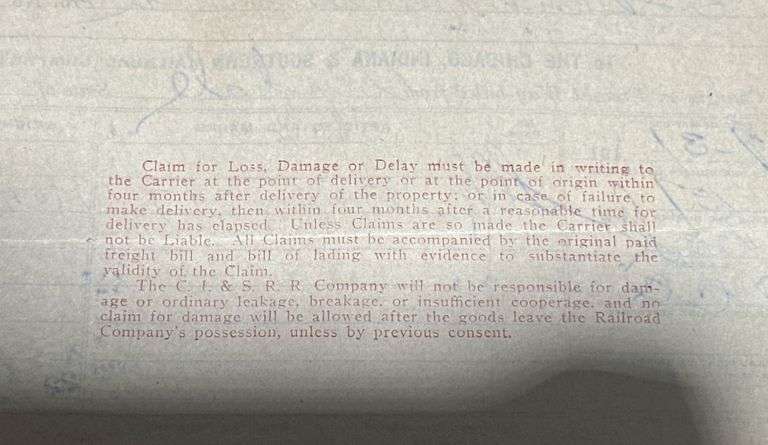 Claim for Loss, Damage or Delay must be made in writing to
the Carrier at the point of delivery or at the point of origin within
four months after delivery of the property; or in case of failure to
make delivery, then within four months after a reasonable time for
delivery has elapsed. Unless Claims are so made the Carrier shall
not be Liable. All Claims must be accompanied by the original paid
freight bill and bill of lading with evidence to substantiate the
validity of the Claim.
The C. I. & S. R. R. Company will not be responsible for dam-
age or ordinary leakage, breakage, or insufficient cooperage, and no
claim for damage will be allowed after the goods leave the Railroad
Company's possession, unless by previous consent.